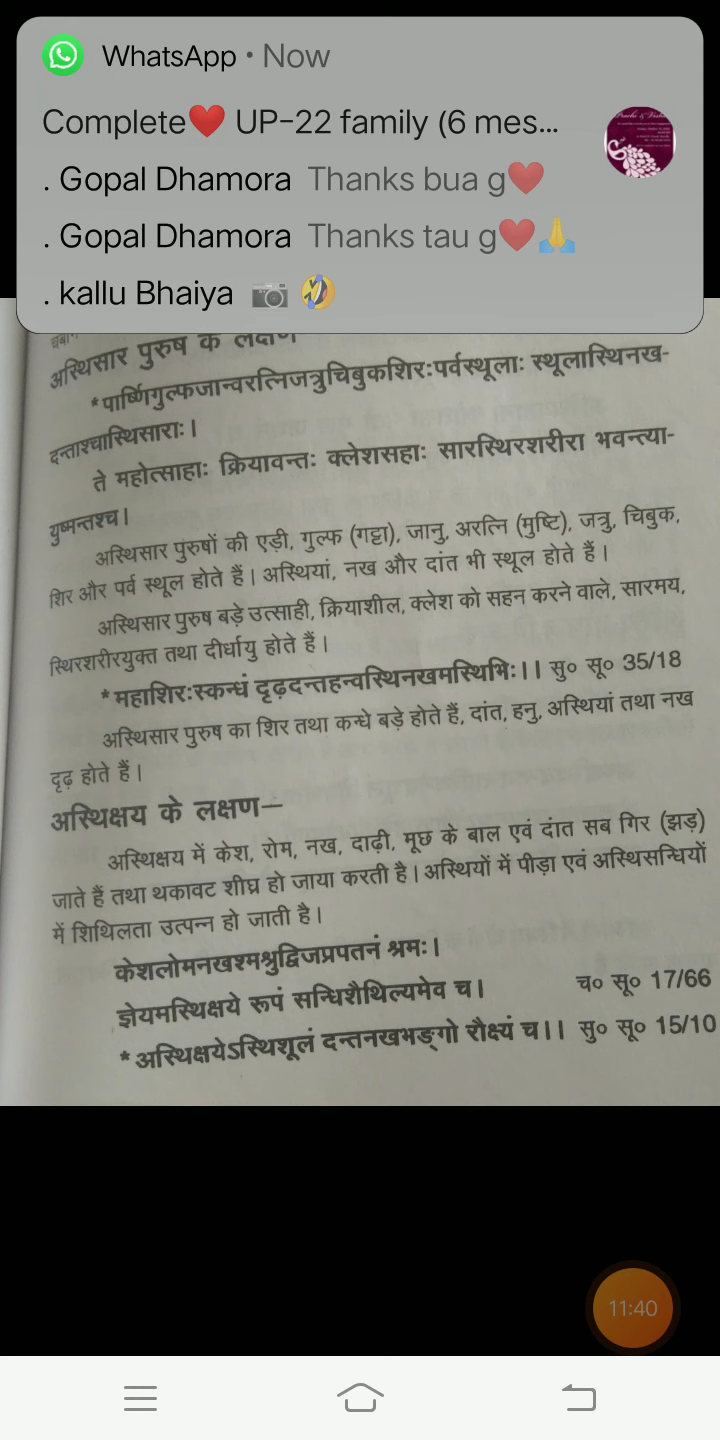 WhatsApp • Now
Complete❤️ UP-22 family (6 mes...
. Gopal Dhamora Thanks bua g❤️
. Gopal Dhamora Thanks tau g❤️🙏
. kallu Bhaiya 📷 🤣
अस्थिसार पुरुष के लक्षण
*पार्ष्णिगुल्फजान्वरत्निजत्रुचिबुकशिरःपर्वस्थूलाः स्थूलास्थिनख-
दन्ताश्चास्थिसाराः।
ते महोत्साहाः क्रियावन्तः क्लेशसहाः सारस्थिरशरीरा भवन्त्या-
युष्मन्तश्च।
अस्थिसार पुरुषों की एड़ी, गुल्फ (गट्टा), जानु, अरत्नि (मुष्टि), जत्रु, चिबुक,
शिर और पर्व स्थूल होते हैं। अस्थियां, नख और दांत भी स्थूल होते हैं।
अस्थिसार पुरुष बड़े उत्साही, क्रियाशील, क्लेश को सहन करने वाले, सारमय,
स्थिरशरीरयुक्त तथा दीर्धायु होते हैं।
*महाशिरःस्कन्धं दृढ़दन्तहन्वस्थिनखमस्थिभिः।। सु० सू० 35/18
अस्थिसार पुरुष का शिर तथा कन्धे बड़े होते हैं, दांत, हनु, अस्थियां तथा नख
दृढ़ होते हैं।
अस्थिक्षय के लक्षण—
अस्थिक्षय में केश, रोम, नख, दाढ़ी, मूछ के बाल एवं दांत सब गिर (झड़)
जाते हैं तथा थकावट शीघ्र हो जाया करती है। अस्थियों में पीड़ा एवं अस्थिसन्धियों
में शिथिलता उत्पन्न हो जाती है।
केशलोमनखश्मश्रुद्विजप्रपतनं श्रमः।
ज्ञेयमस्थिक्षये रूपं सन्धिशैथिल्यमेव च। च० सू० 17/66
*अस्थिक्षयेऽस्थिशूलं दन्तनखभङ्गो रौक्ष्यं च।। सु० सू० 15/10
11:40